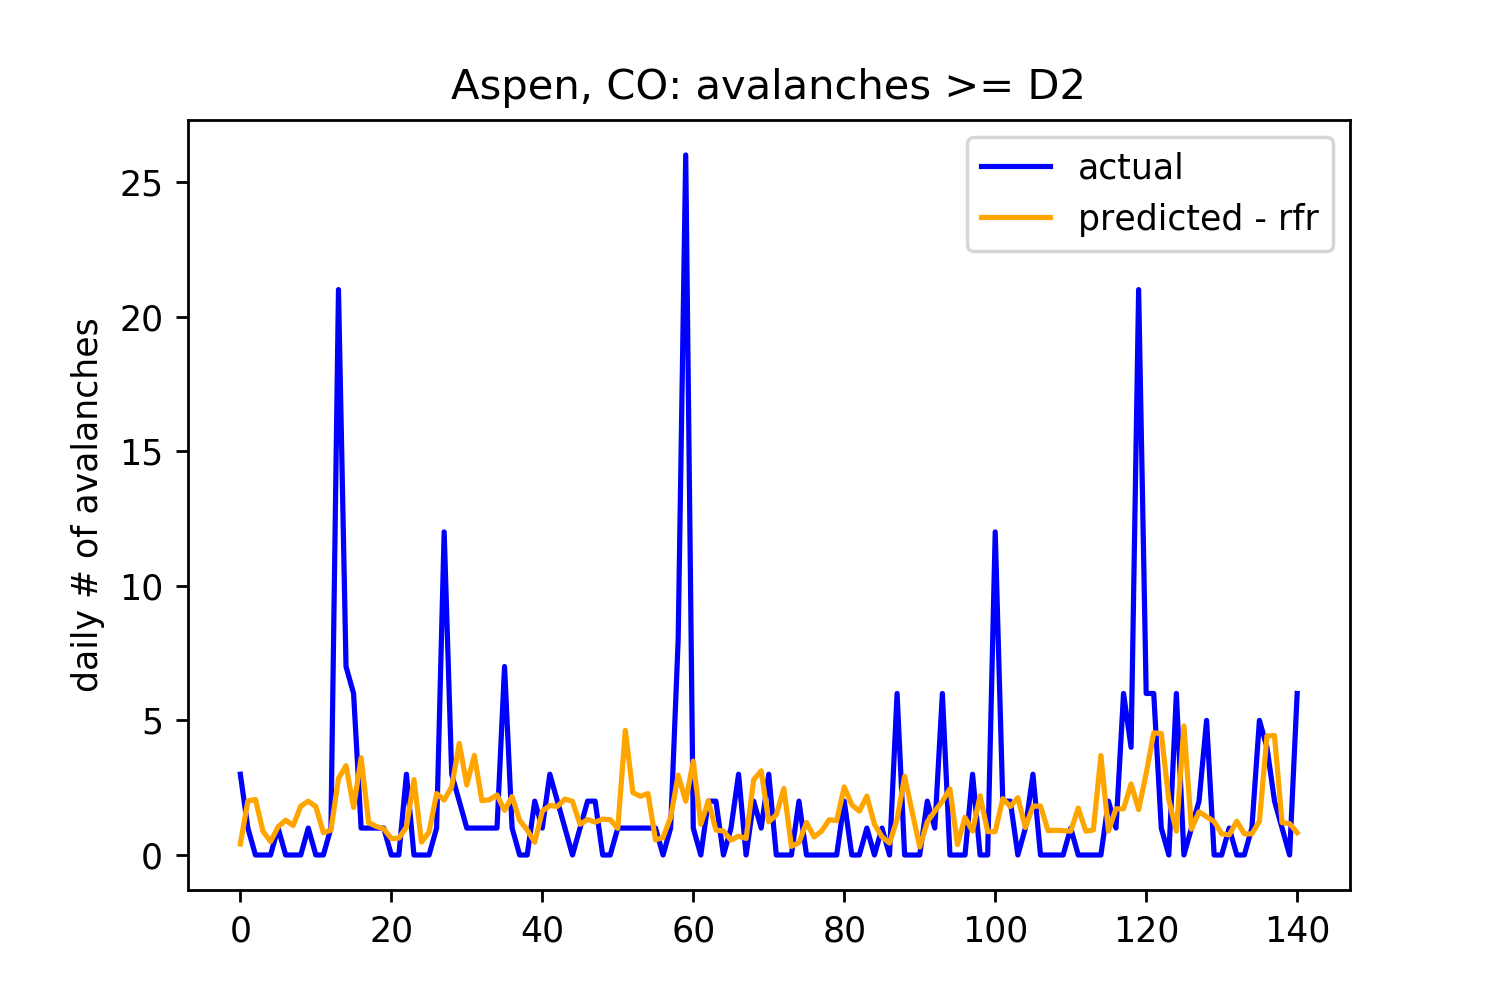 Aspen, CO: avalanches >= D2
actual
predicted - rfr
daily # of avalanches
25
20
15
10
5
0
0 20 40 60 80 100 120 140